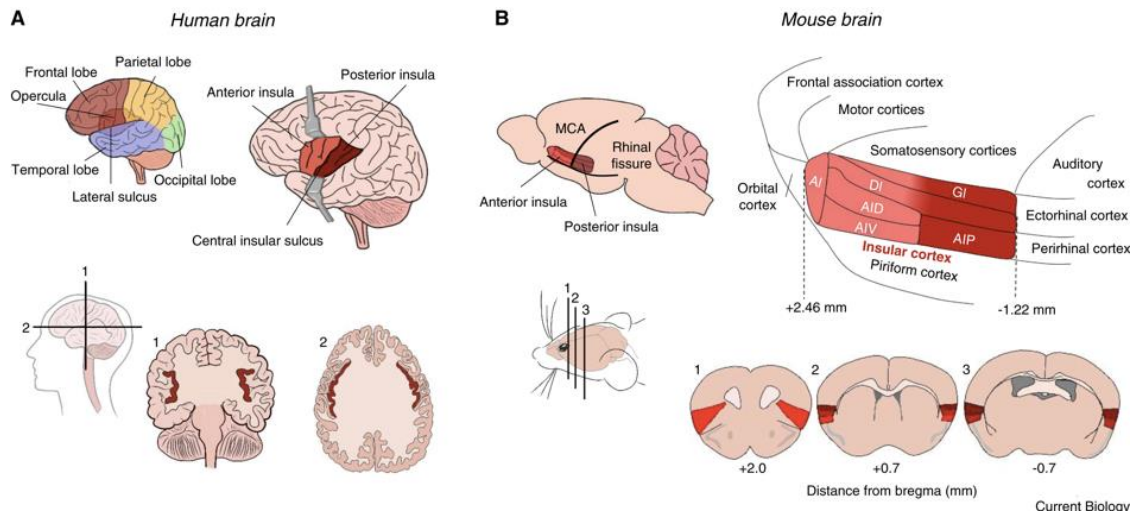 A
Human brain
Parietal lobe
Frontal lobe
Opercula
Temporal lobe
Lateral sulcus
Occipital lobe
Anterior insula
Posterior insula
Central insular sulcus
1
2
1
2
B
Mouse brain
MCA
Rhinal
fissure
Anterior insula
Posterior insula
Frontal association cortex
Motor cortices
Somatosensory cortices
Auditory
cortex
Orbital
cortex
AI
DI
GI
AID
AIV
AIP
Ectorhinal cortex
Perirhinal cortex
Insular cortex
Piriform cortex
+2.46 mm
-1.22 mm
1
2
3
1
2
3
+2.0
+0.7
-0.7
Distance from bregma (mm)
Current Biology